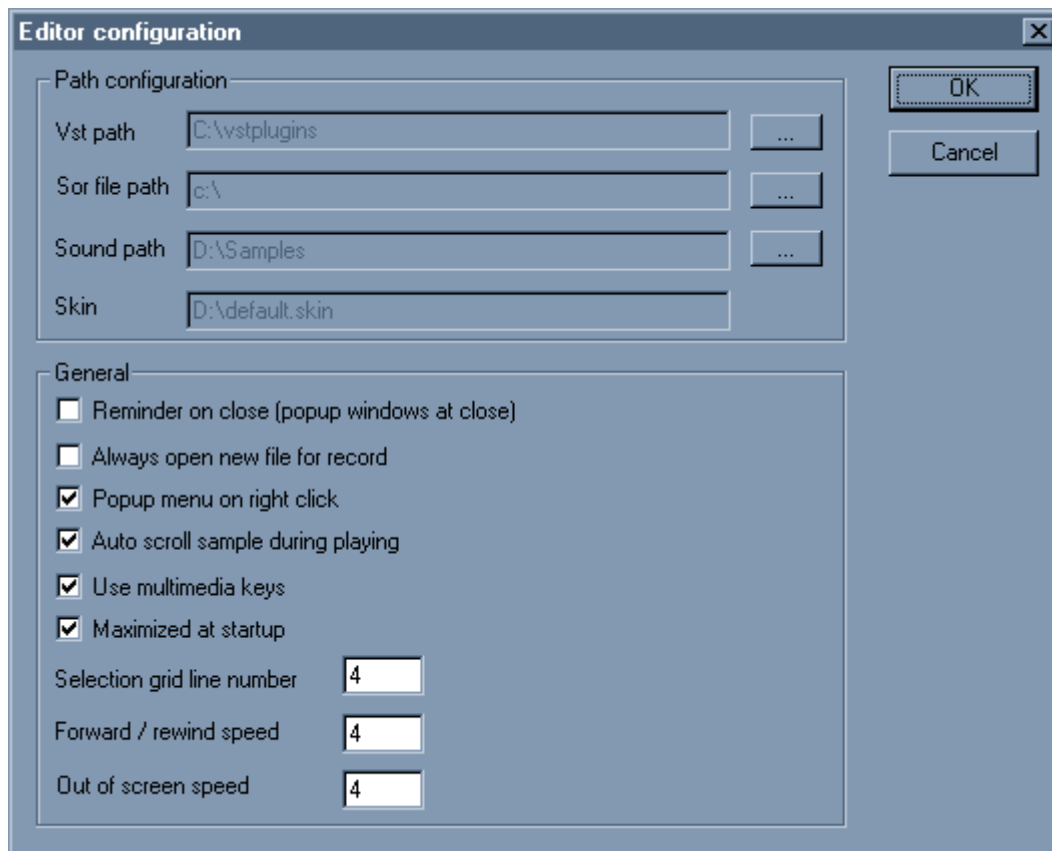 Editor configuration
Path configuration
OK
Vst path C:\vstplugins ...
Cancel
Sor file path c:\ ...
Sound path D:\Samples ...
Skin D:\default.skin
General
Reminder on close (popup windows at close)
Always open new file for record
Popup menu on right click
Auto scroll sample during playing
Use multimedia keys
Maximized at startup
Selection grid line number 4
Forward / rewind speed 4
Out of screen speed 4